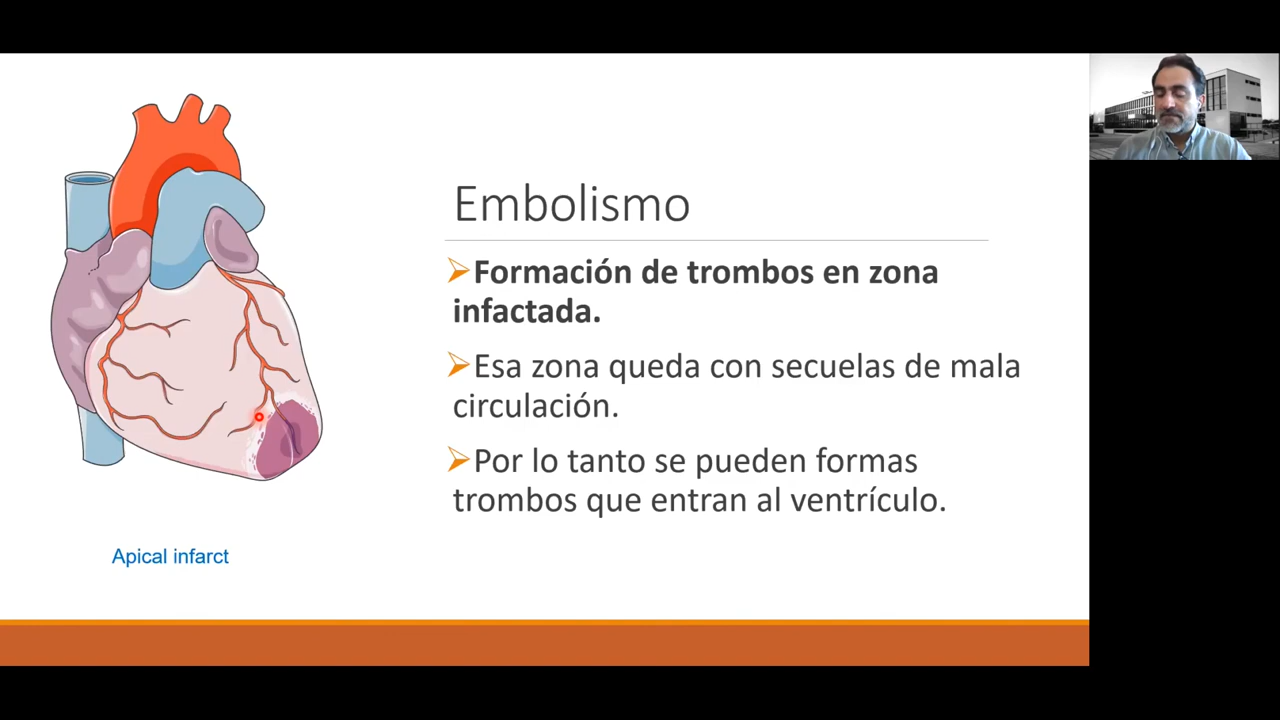 Embolismo
Formación de trombos en zona
infactada.
Esa zona queda con secuelas de mala
circulación.
Por lo tanto se pueden formas
trombos que entran al ventrículo.
Apical infarct